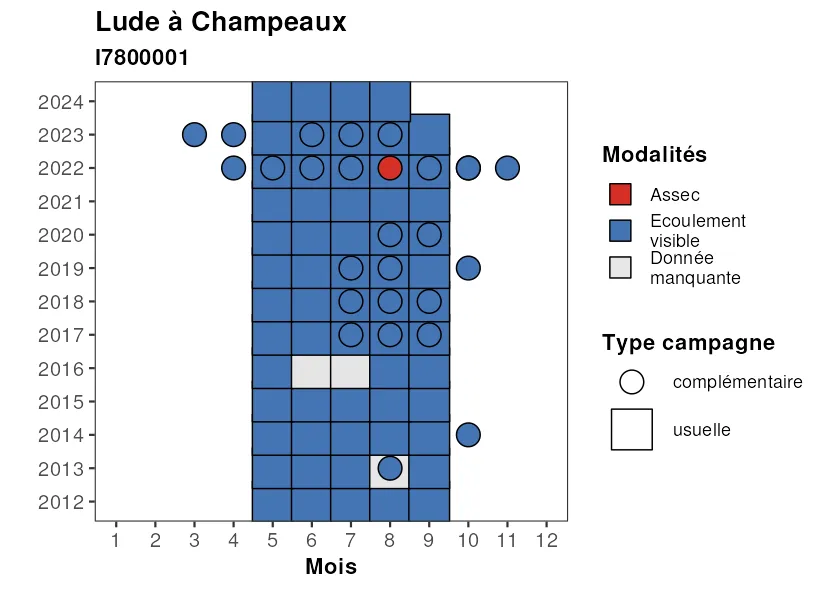 Lude à Champeaux
I7800001
2024
2023
2022
2021
2020
2019
2018
2017
2016
2015
2014
2013
2012
1 2 3 4 5 6 7 8 9 10 11 12
Mois
Modalités
Assec
Ecoulement
visible
Donnée
manquante
Type campagne
complémentaire
usuelle